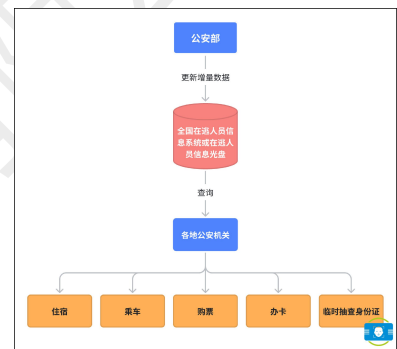 公安部
更新增量数据
全国在逃人员信
息系统或在逃人
员信息光盘
查询
各地公安机关
住宿
乘车
购票
办卡
临时抽查身份证